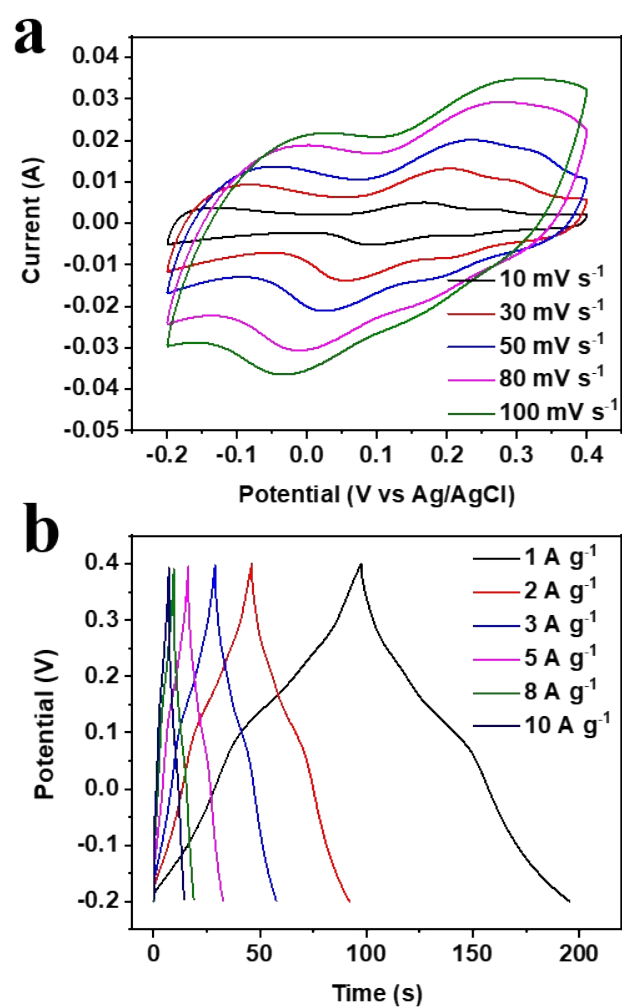 a
0.04
0.03
0.02
0.01
0.00
-0.01
-0.02
-0.03
-0.04
-0.05
Current (A)
10 mV s⁻¹
30 mV s⁻¹
50 mV s⁻¹
80 mV s⁻¹
100 mV s⁻¹
-0.2 -0.1 0.0 0.1 0.2 0.3 0.4
Potential (V vs Ag/AgCl)
b
0.4
0.3
0.2
0.1
0.0
-0.1
-0.2
Potential (V)
1 A g⁻¹
2 A g⁻¹
3 A g⁻¹
5 A g⁻¹
8 A g⁻¹
10 A g⁻¹
0 50 100 150 200
Time (s)